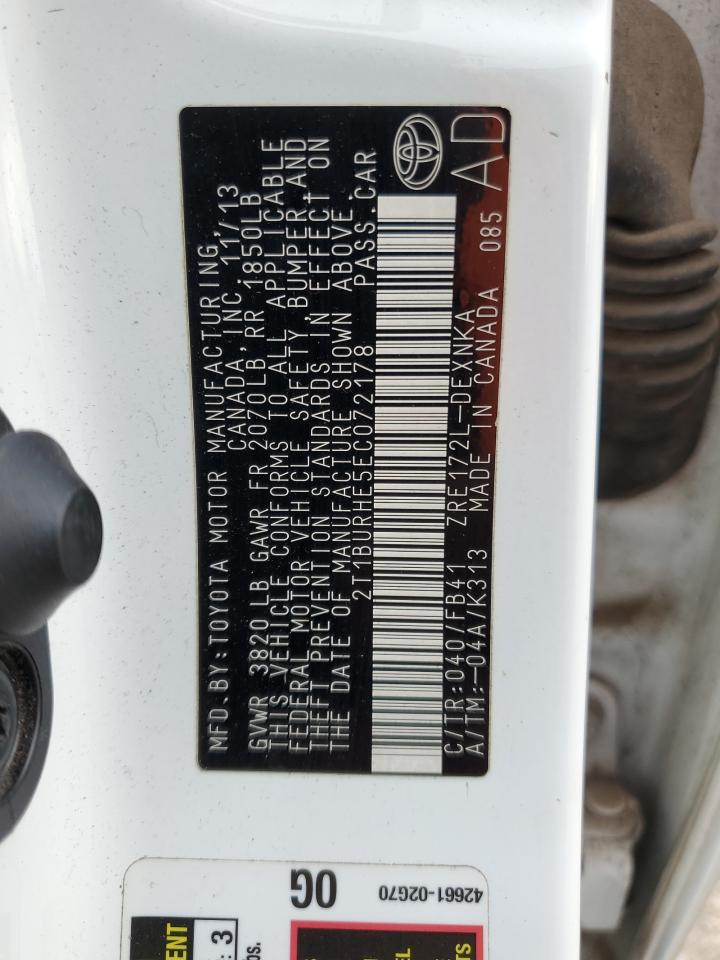 MFD.BY:TOYOTA MOTOR MANUFACTURING,
CANADA,INC 11/13
GVWR 3820LB GAWR FR 2070LB,RR 1850LB
THIS VEHICLE CONFORMS TO ALL APPLICABLE
FEDERAL MOTOR VEHICLE SAFETY, BUMPER,AND
THEFT PREVENTION STANDARDS IN EFFECT ON
THE DATE OF MANUFACTURE SHOWN ABOVE
2T1BURHE5EC072178 PASS.CAR
C/TR:040/FB41 ZRE172L-DEXNKA
A/TM:-04A/K313 MADE IN CANADA 085
AD
0G
42661-02G70
: 3